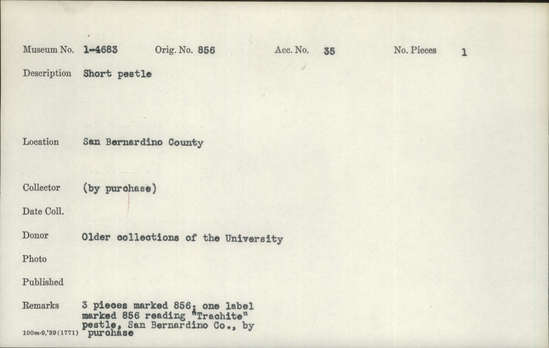 Museum No. 1-4683 Orig. No. 856 Acc. No. 35 No. Pieces 1
Description Short pestle
Location San Bernardino County
Collector (by purchase)
Date Coll.
Donor Older collections of the University
Photo
Published
Remarks 3 pieces marked 856; one label
marked 856 reading "Trachite"
pestle, San Bernardino Co., by
100m-9,'39(1771) purchase